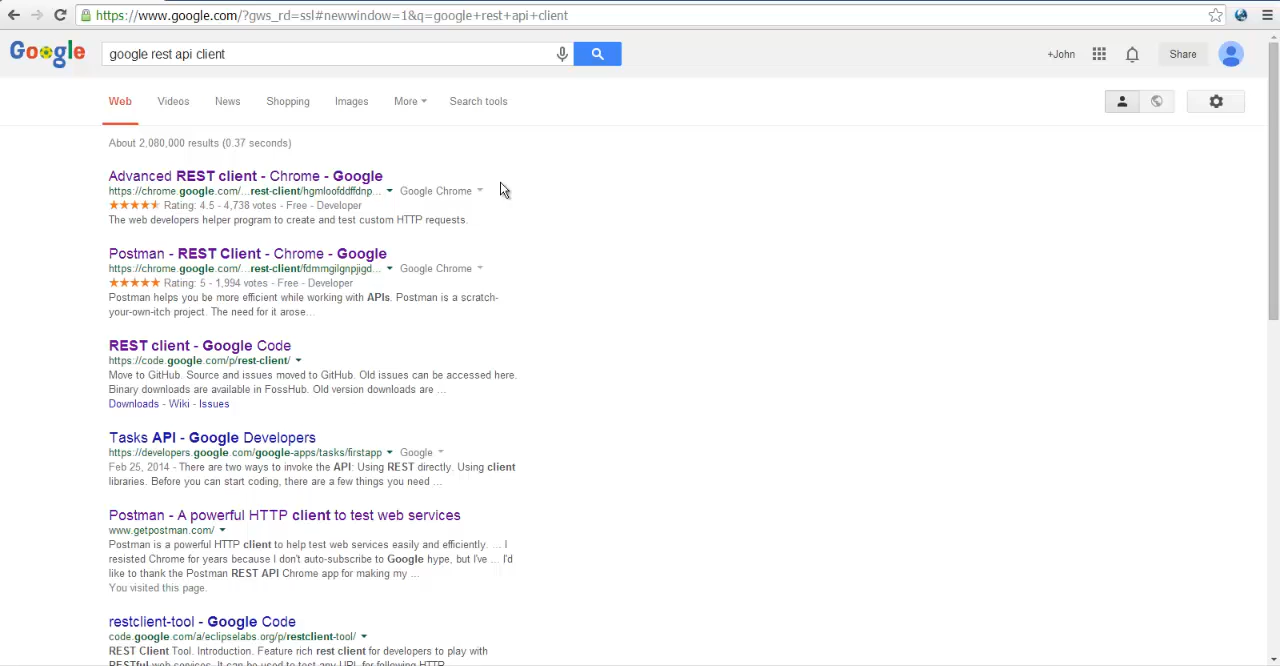 https://www.google.com/?gws_rd=ssl#newwindow=1&q=google+rest+api+client
Google
google rest api client
+John
Share
Web Videos News Shopping Images More Search tools
About 2,080,000 results (0.37 seconds)
Advanced REST client - Chrome - Google
https://chrome.google.com/...rest-client/hgmloofddffdnp... Google Chrome
Rating: 4.5 - 4,738 votes - Free - Developer
The web developers helper program to create and test custom HTTP requests.
Postman - REST Client - Chrome - Google
https://chrome.google.com/...rest-client/fdmmgilgnpjigd... Google Chrome
Rating: 5 - 1,994 votes - Free - Developer
Postman helps you be more efficient while working with APIs. Postman is a scratch-
your-own-itch project. The need for it arose...
REST client - Google Code
https://code.google.com/p/rest-client/
Move to GitHub. Source and issues moved to GitHub. Old issues can be accessed here.
Binary downloads are available in FossHub. Old version downloads are ...
Downloads - Wiki - Issues
Tasks API - Google Developers
https://developers.google.com/google-apps/tasks/firstapp Google
Feb 25, 2014 - There are two ways to invoke the API: Using REST directly. Using client
libraries. Before you can start coding, there are a few things you need ...
Postman - A powerful HTTP client to test web services
www.getpostman.com/
Postman is a powerful HTTP client to help test web services easily and efficiently. ... I
resisted Chrome for years because I don't auto-subscribe to Google hype, but I've ... I'd
like to thank the Postman REST API Chrome app for making my ...
You visited this page.
restclient-tool - Google Code
code.google.com/a/eclipselabs.org/p/restclient-tool/
REST Client Tool. Introduction. Feature rich rest client for developers to play with
RESTful web services. It can be used to test any URL for following HTTP